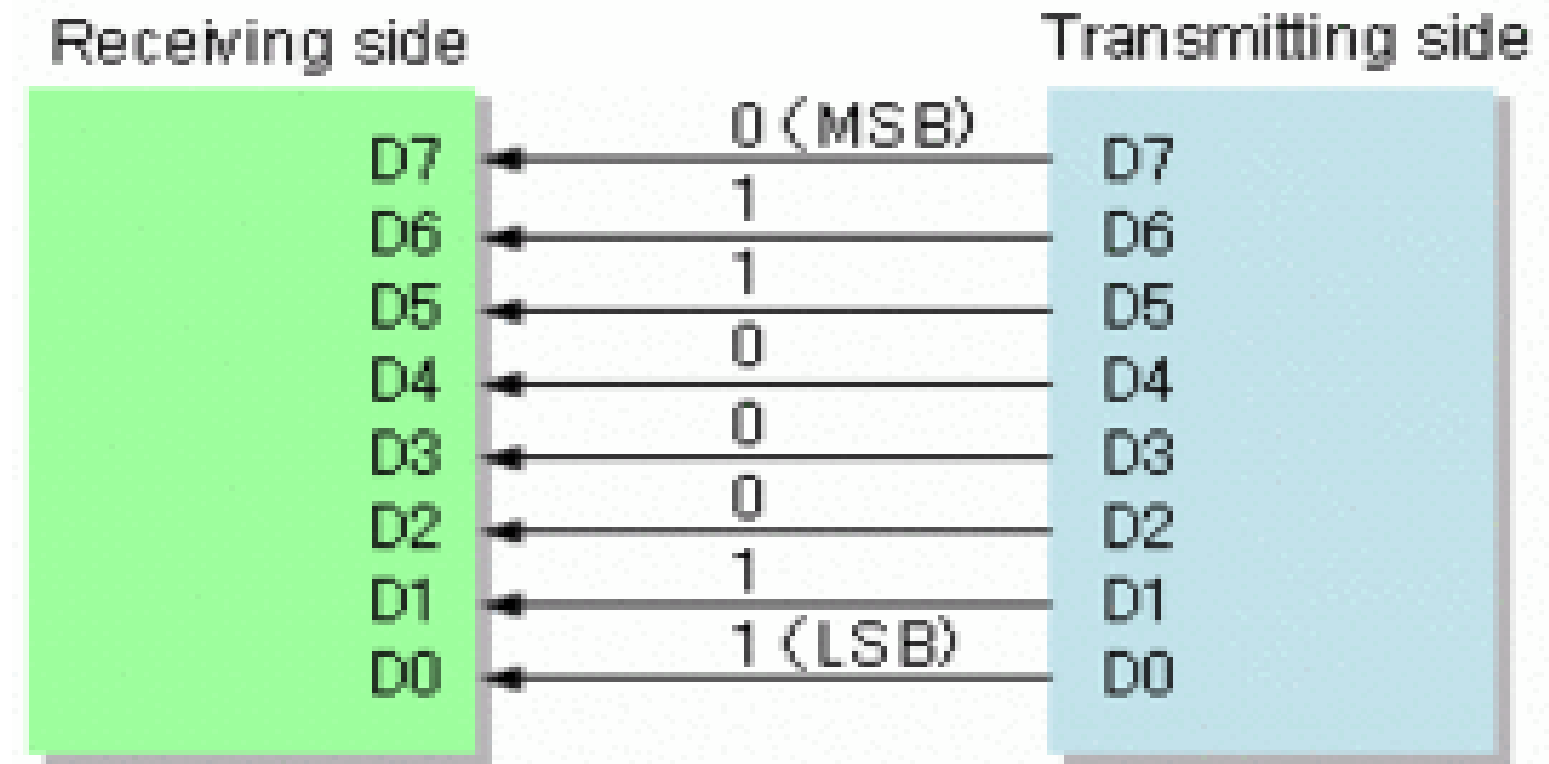 Receiving side Transmitting side
0 (MSB)
D7 D7
1
D6 D6
1
D5 D5
0
D4 D4
0
D3 D3
0
D2 D2
1
D1 D1
1 (LSB)
D0 D0